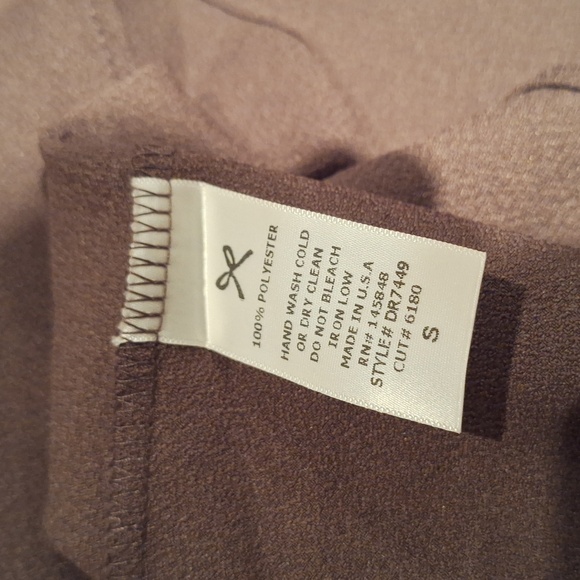 100% POLYESTER
HAND WASH COLD
OR DRY CLEAN
DO NOT BLEACH
IRON LOW
MADE IN U.S.A
RN# 145848
STYLE# DR7449
CUT# 6180
S